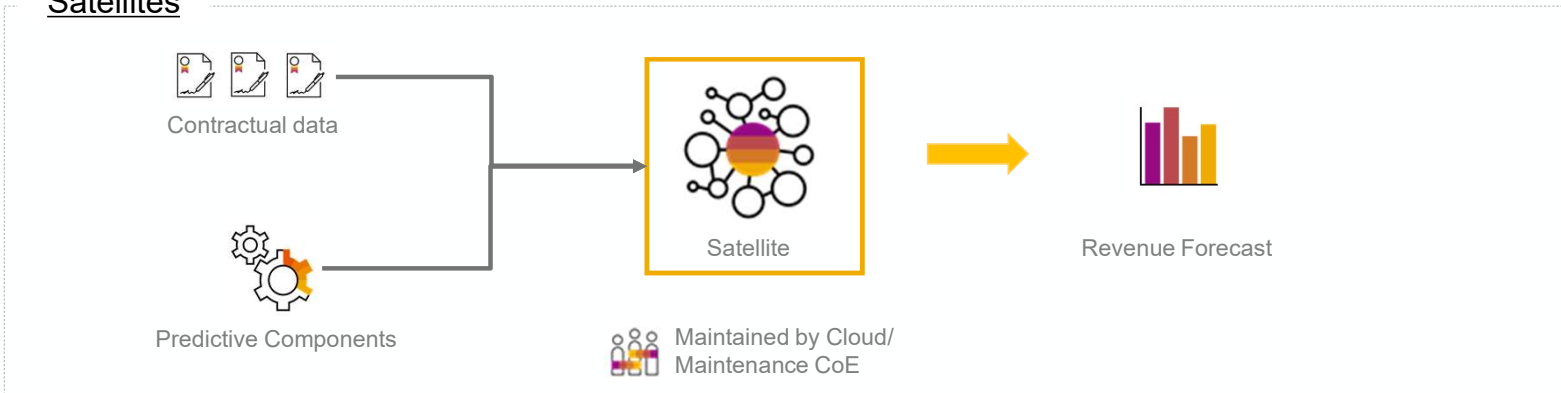 Satellites
Contractual data
Satellite
Revenue Forecast
Predictive Components
Maintained by Cloud/
Maintenance CoE